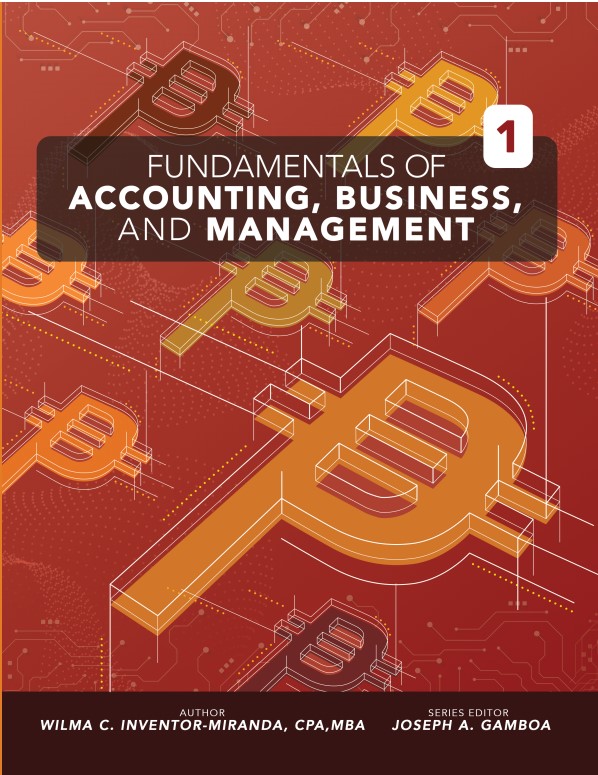 1
FUNDAMENTALS OF
ACCOUNTING, BUSINESS,
AND MANAGEMENT
AUTHOR
WILMA C. INVENTOR-MIRANDA, CPA,MBA
SERIES EDITOR
JOSEPH A. GAMBOA